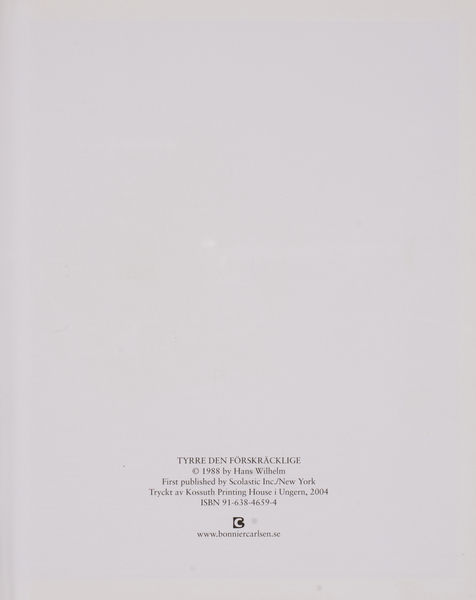 TYRRE DEN FÖRSKRÄCKLIGE
© 1988 by Hans Wilhelm
First published by Scolastic Inc./New York
Tryckt av Kossuth Printing House i Ungern, 2004
ISBN 91-638-4659-4
www.bonniercarlsen.se